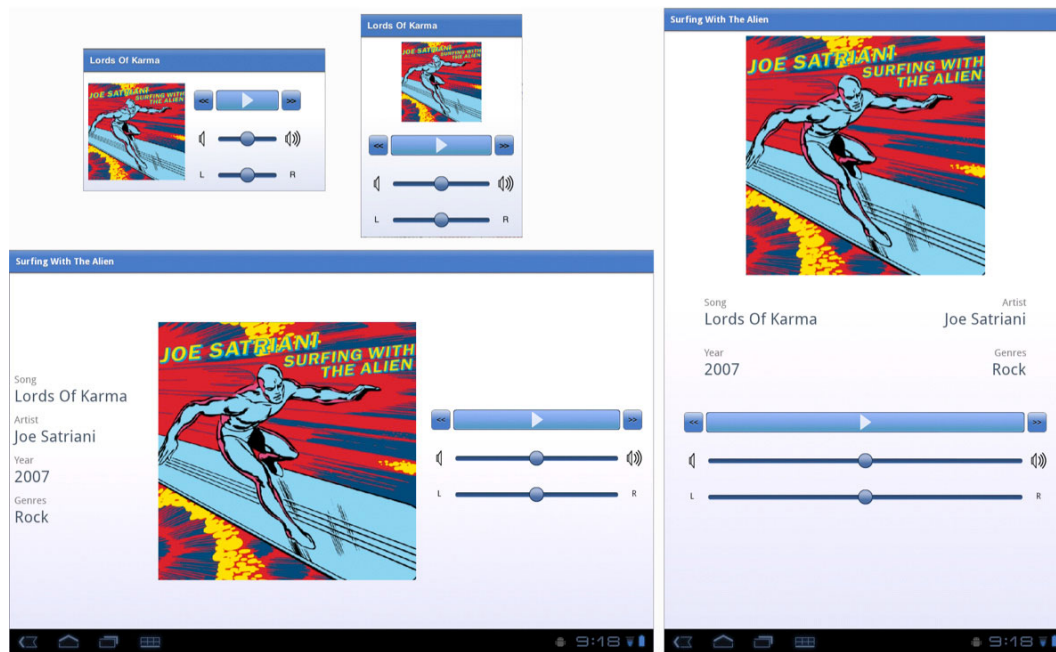 Lords Of Karma
JOE SATRIANI
SURFING WITH
THE ALIEN
<< >>
L R
Lords Of Karma
JOE SATRIANI
SURFING WITH
THE ALIEN
<< >>
L R
Surfing With The Alien
Song
Lords Of Karma
Artist
Joe Satriani
Year
2007
Genres
Rock
JOE SATRIANI
SURFING WITH
THE ALIEN
<< >>
L R
9:18
Surfing With The Alien
JOE SATRIANI
SURFING WITH
THE ALIEN
Song Artist
Lords Of Karma Joe Satriani
Year Genres
2007 Rock
<< >>
L R
9:18